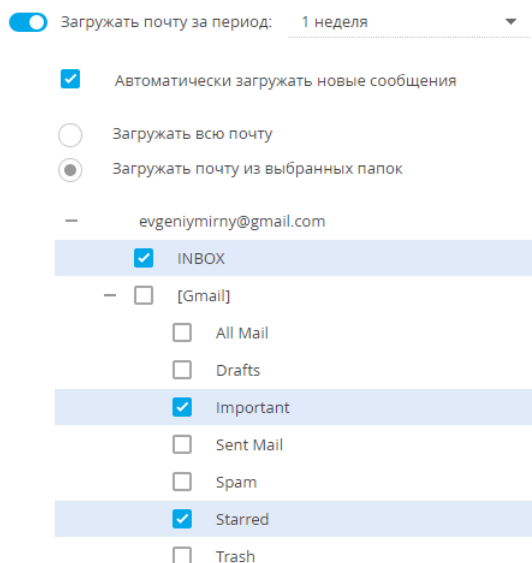 Загружать почту за период: 1 неделя
Автоматически загружать новые сообщения
Загружать всю почту
Загружать почту из выбранных папок
evgeniymirny@gmail.com
INBOX
[Gmail]
All Mail
Drafts
Important
Sent Mail
Spam
Starred
Trash